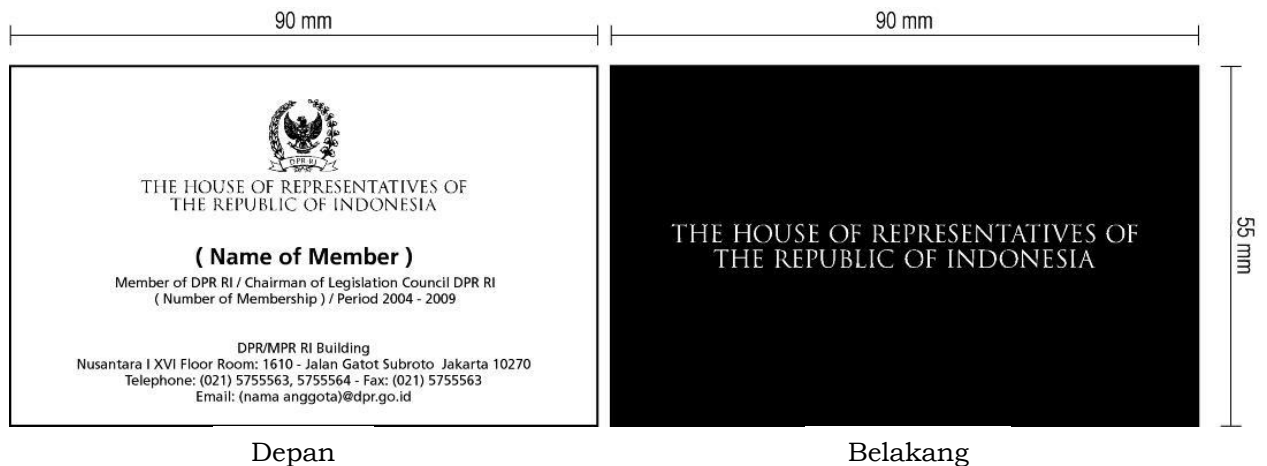 90 mm
90 mm
DPR RI
THE HOUSE OF REPRESENTATIVES OF
THE REPUBLIC OF INDONESIA
( Name of Member )
Member of DPR RI / Chairman of Legislation Council DPR RI
( Number of Membership ) / Period 2004 - 2009
DPR/MPR RI Building
Nusantara I XVI Floor Room: 1610 - Jalan Gatot Subroto Jakarta 10270
Telephone: (021) 5755563, 5755564 - Fax: (021) 5755563
Email: (nama anggota)@dpr.go.id
THE HOUSE OF REPRESENTATIVES OF
THE REPUBLIC OF INDONESIA
55 mm
Depan
Belakang